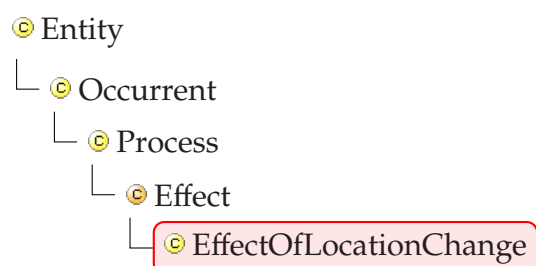 Entity
Occurrent
Process
Effect
EffectOfLocationChange